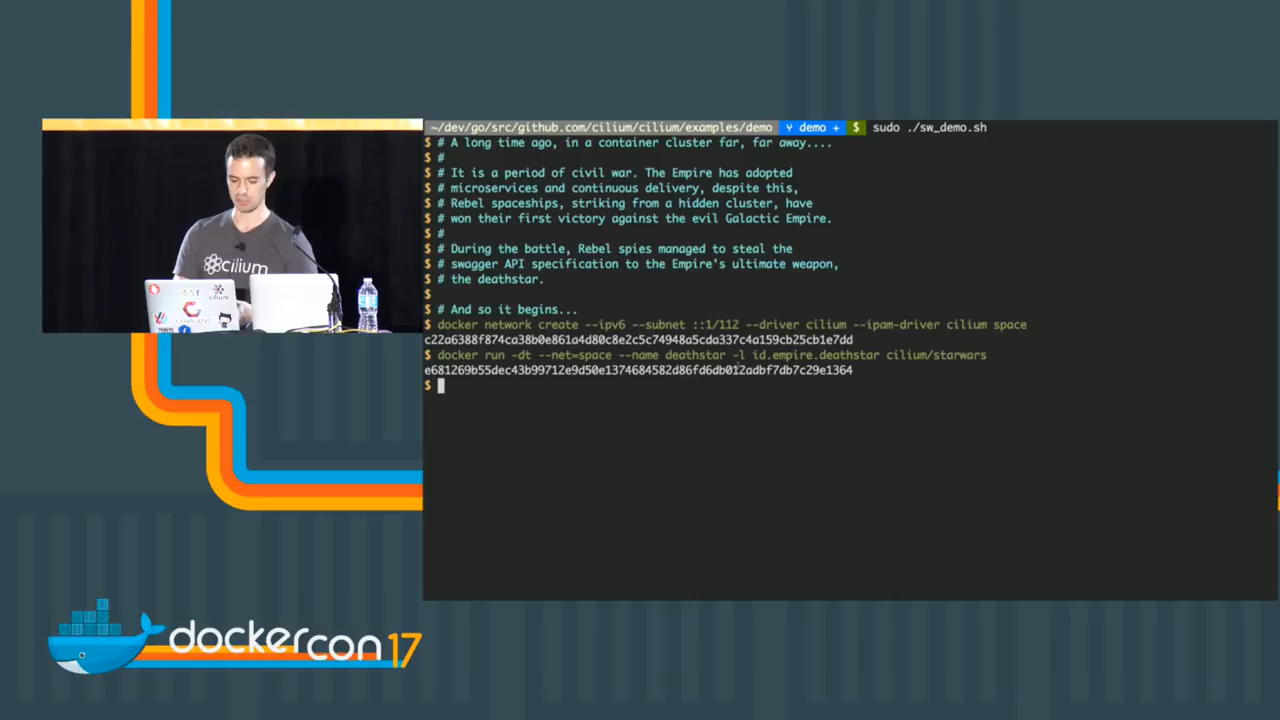 ~/dev/go/src/github.com/cilium/cilium/examples/demo demo + $ sudo ./sw_demo.sh
$ # A long time ago, in a container cluster far, far away....
$ #
$ # It is a period of civil war. The Empire has adopted
$ # microservices and continuous delivery, despite this,
$ # Rebel spaceships, striking from a hidden cluster, have
$ # won their first victory against the evil Galactic Empire.
$ #
$ # During the battle, Rebel spies managed to steal the
$ # swagger API specification to the Empire's ultimate weapon,
$ # the deathstar.
$
$ # And so it begins...
$ docker network create --ipv6 --subnet ::1/112 --driver cilium --ipam-driver cilium space
c22a6388f874ca38b0e861a4d80c8e2c5c74948a5cda337c4a159cb25cb1e7dd
$ docker run -dt --net=space --name deathstar -l id.empire.deathstar cilium/starwars
e681269b55dec43b99712e9d50e1374684582d86fd6db012adbf7db7c29e1364
$
cilium
dockercon 17